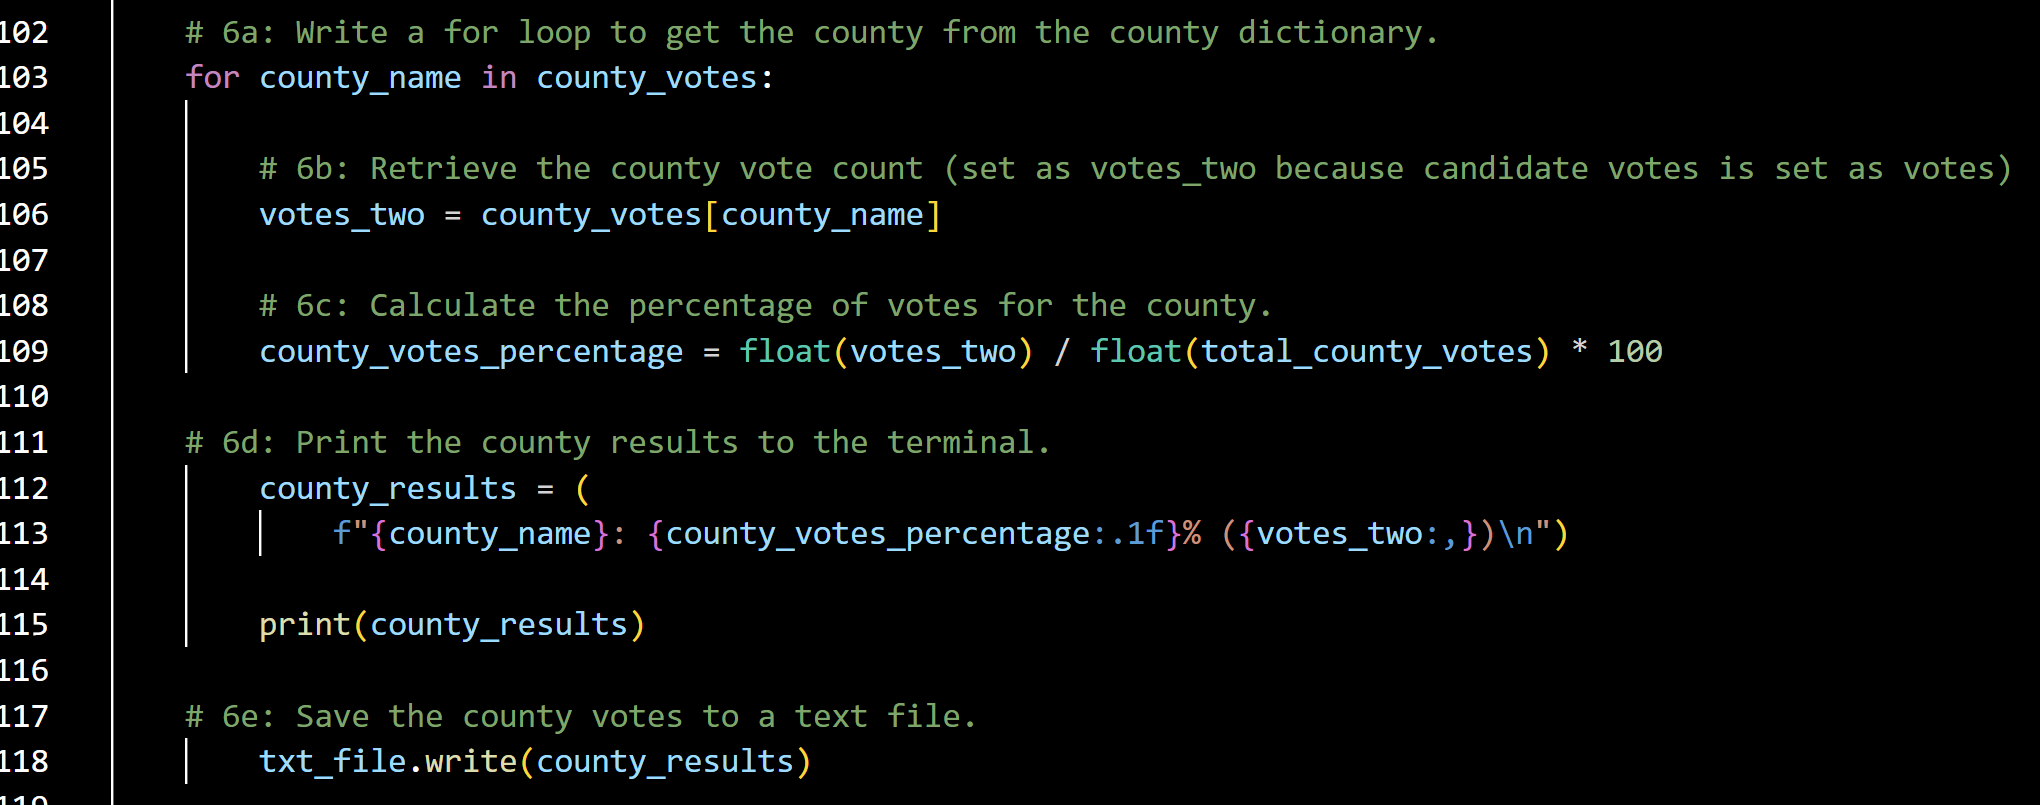 102 # 6a: Write a for loop to get the county from the county dictionary.
103 for county_name in county_votes:
104
105 # 6b: Retrieve the county vote count (set as votes_two because candidate votes is set as votes)
106 votes_two = county_votes[county_name]
107
108 # 6c: Calculate the percentage of votes for the county.
109 county_votes_percentage = float(votes_two) / float(total_county_votes) * 100
110
111 # 6d: Print the county results to the terminal.
112 county_results = (
113 f"{county_name}: {county_votes_percentage:.1f}% ({votes_two:,})\n")
114
115 print(county_results)
116
117 # 6e: Save the county votes to a text file.
118 txt_file.write(county_results)
119